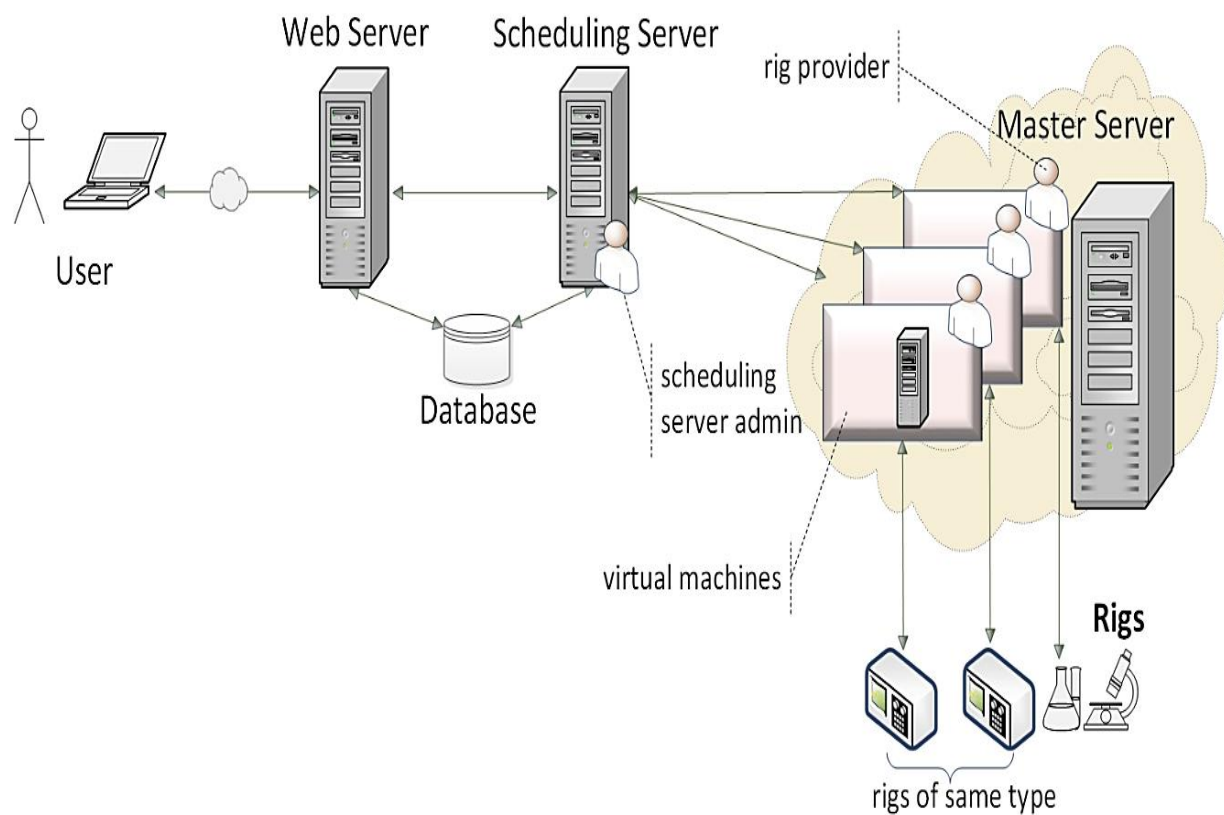 Web Server
Scheduling Server
rig provider
Master Server
User
Database
scheduling
server admin
virtual machines
Rigs
rigs of same type